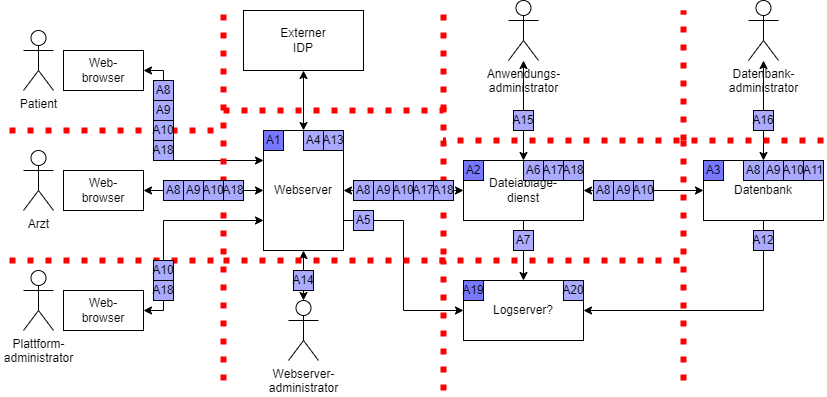 Externer
IDP
Web-
browser
Patient
A8
A9
A10
A18
Anwendungs-
administrator
A15
Datenbank-
administrator
A16
A1
A4
A13
Webserver
Web-
browser
Arzt
A8
A9
A10
A18
A8
A9
A10
A17
A18
A2
A6
A17
A18
Dateiablage-
dienst
A8
A9
A10
A3
A8
A9
A10
A11
Datenbank
A5
A7
A12
A10
A18
Web-
browser
Plattform-
administrator
A14
Webserver-
administrator
A19
A20
Logserver?